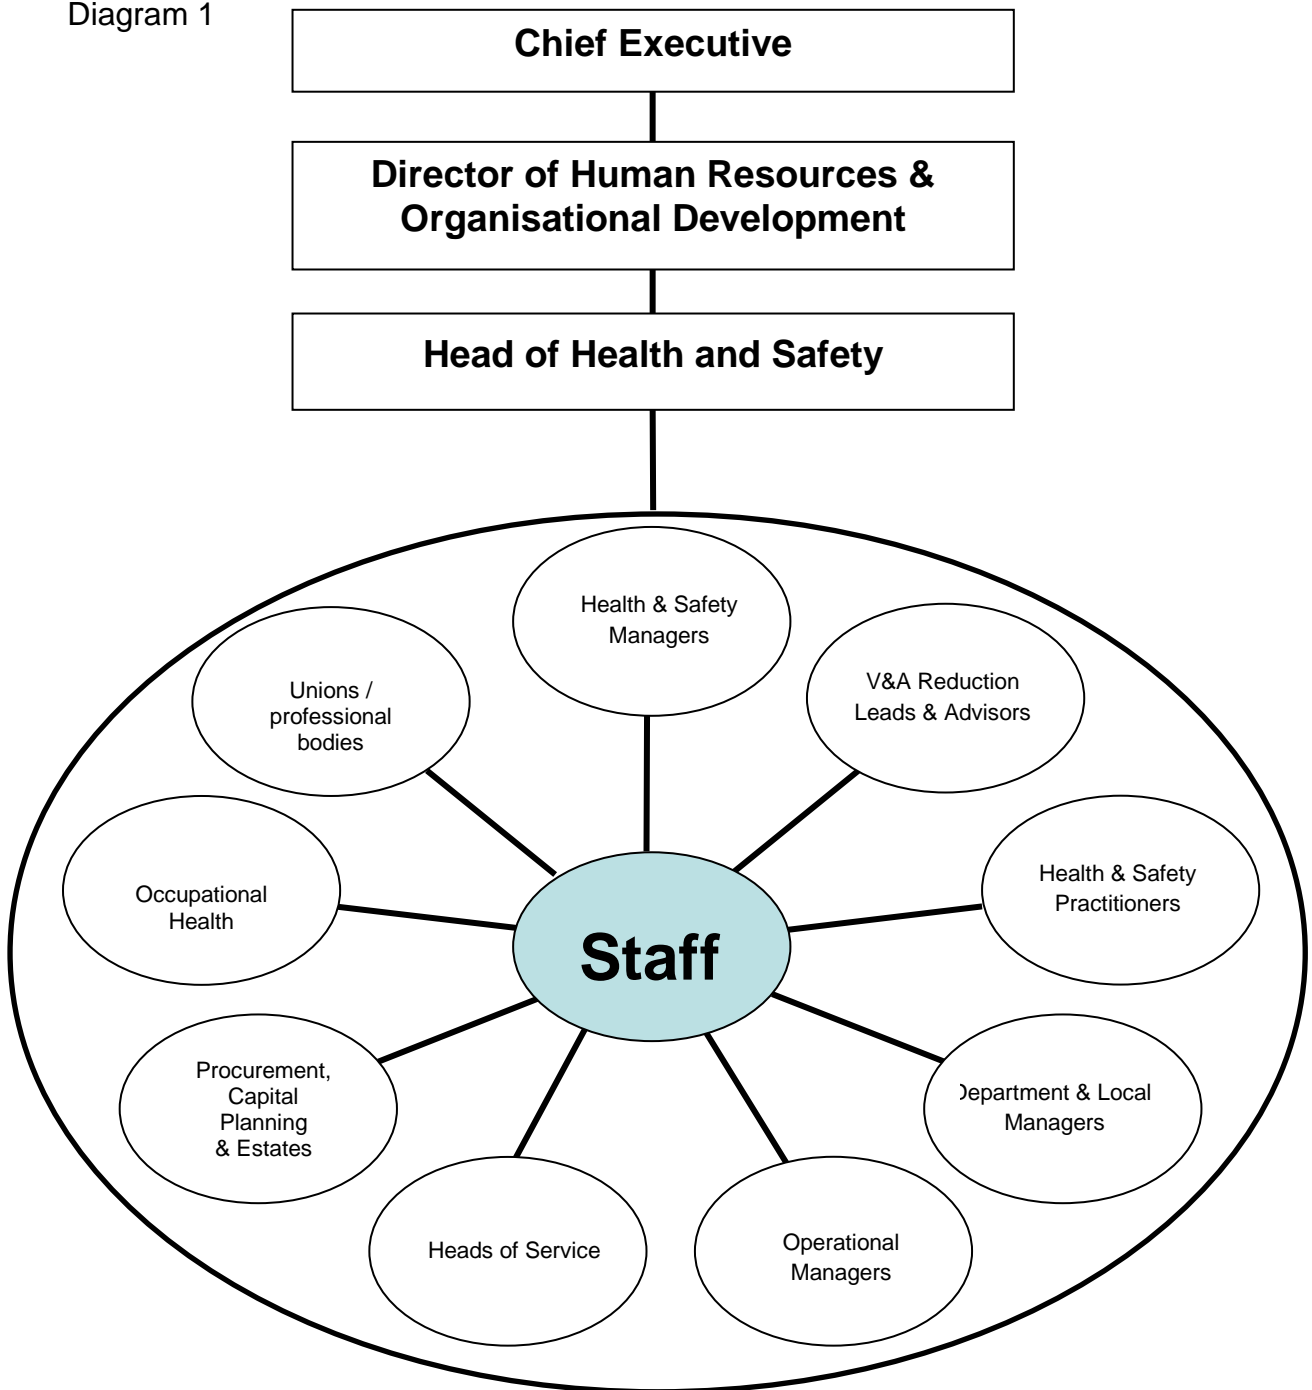 Diagram 1
Chief Executive
Director of Human Resources &
Organisational Development
Head of Health and Safety
Health & Safety
Managers
V&A Reduction
Leads & Advisors
Unions /
professional
bodies
Health & Safety
Practitioners
Occupational
Health
Staff
Department & Local
Managers
Procurement,
Capital
Planning
& Estates
Operational
Managers
Heads of Service